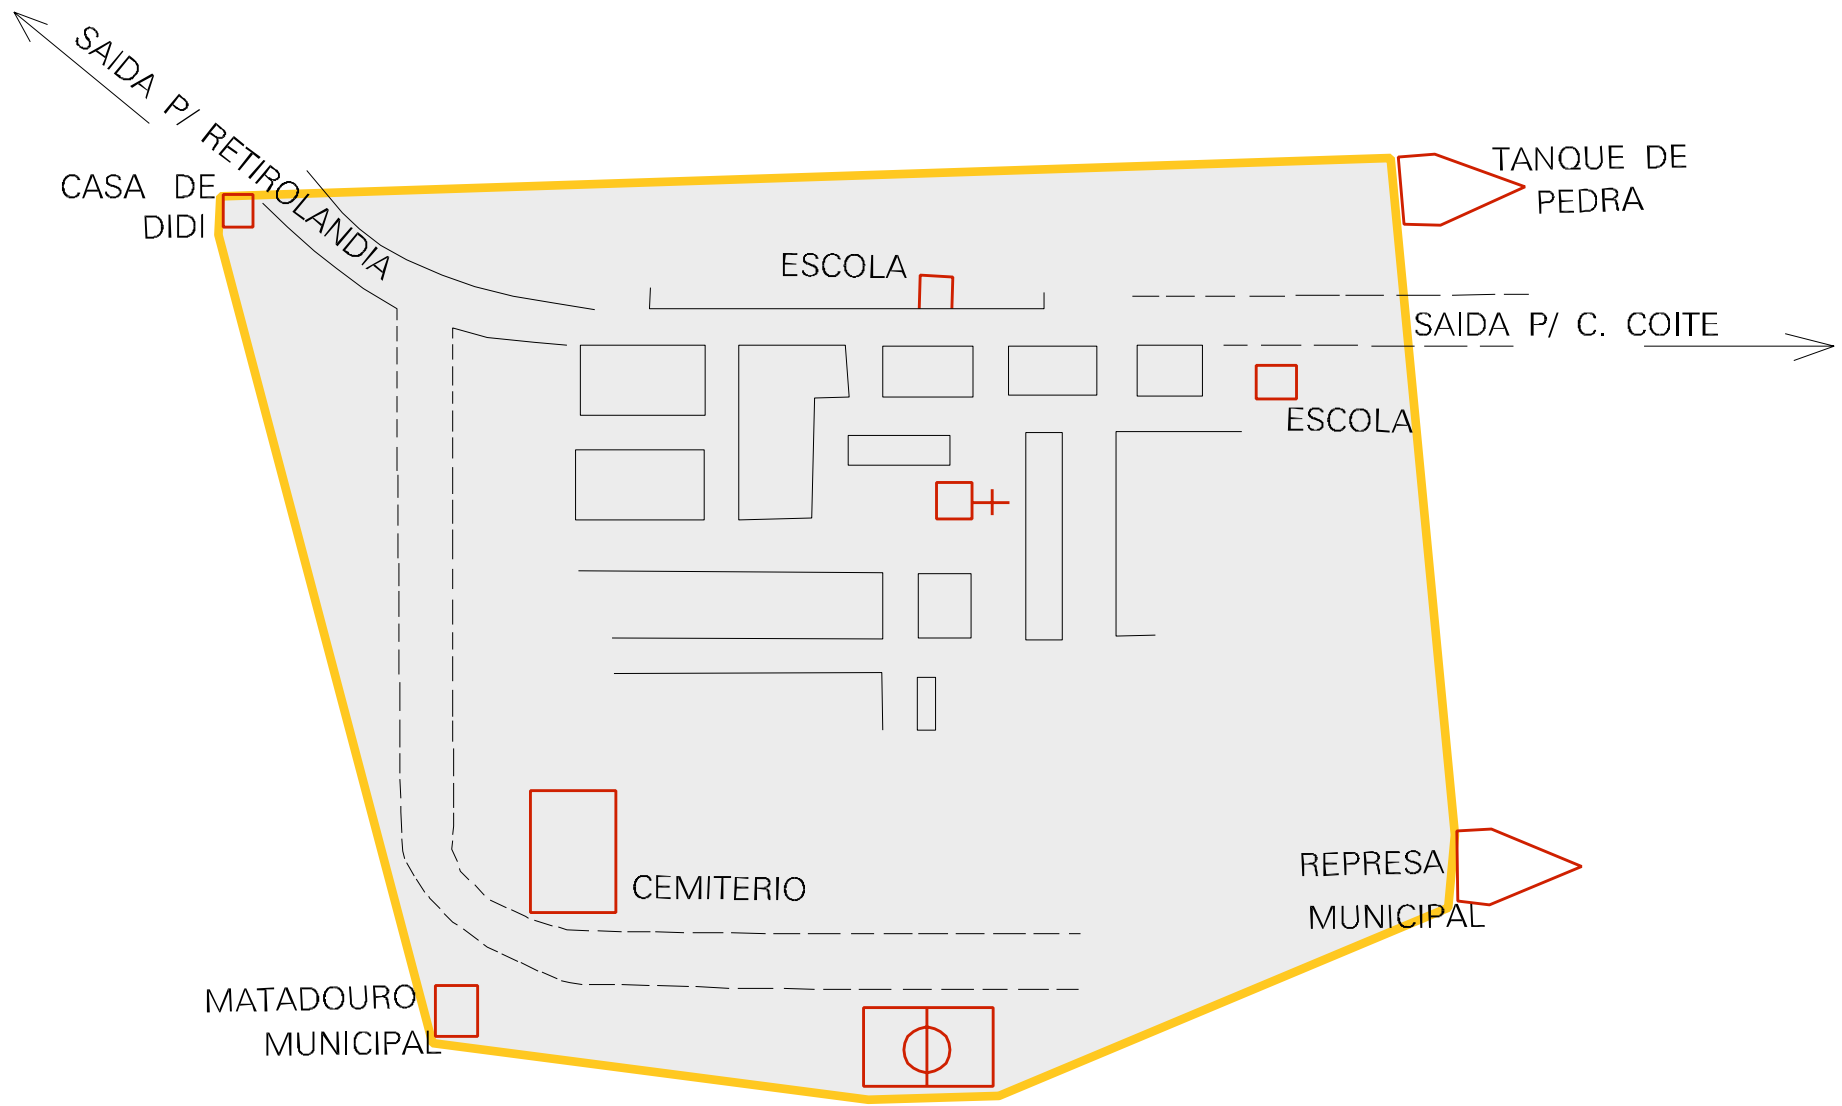 SAIDA P/ RETIROLANDIA
CASA DE
DIDI
TANQUE DE
PEDRA
ESCOLA
SAIDA P/ C. COITE
ESCOLA
REPRESA
MUNICIPAL
CEMITERIO
MATADOURO
MUNICIPAL